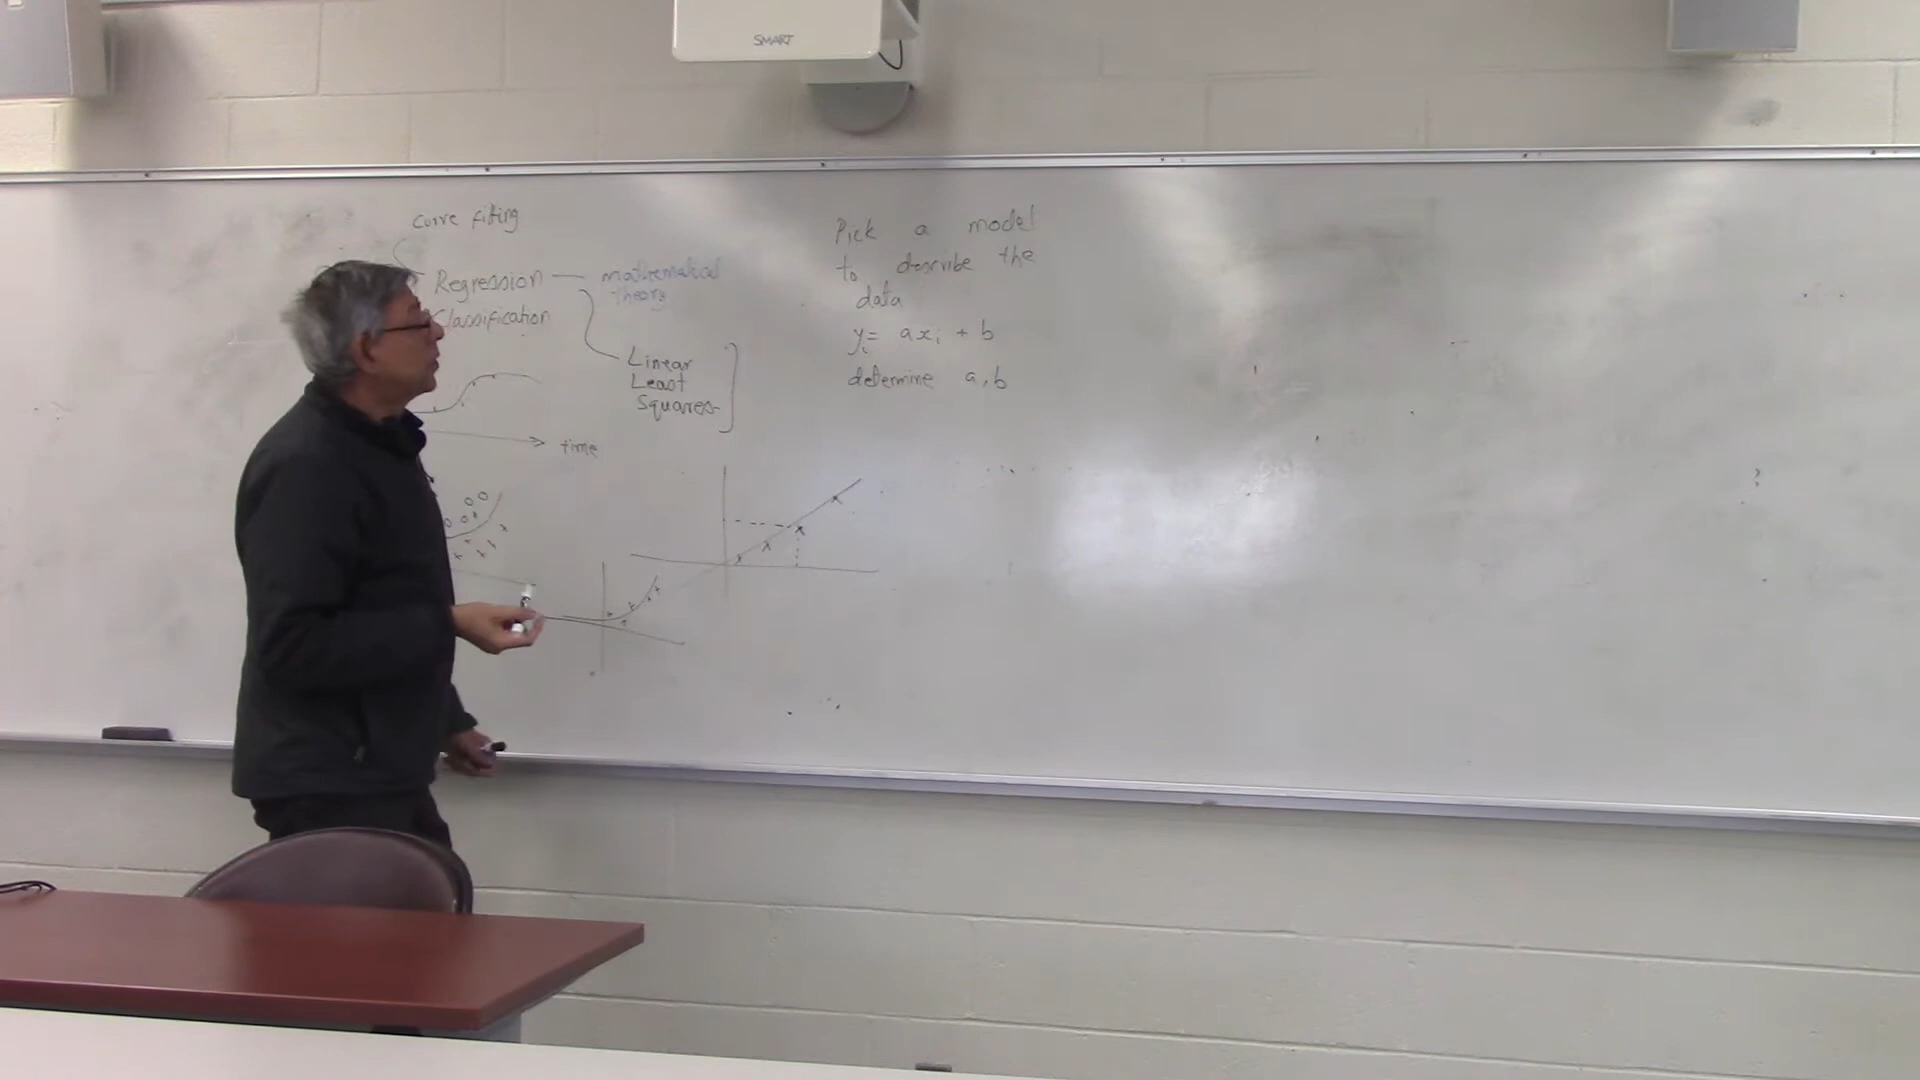 SMART
Curve fitting
Regression
mathematical
theory
Classification
Linear
Least
Squares
time
Pick a model
to describe the
data
yᵢ = axᵢ + b
determine a, b